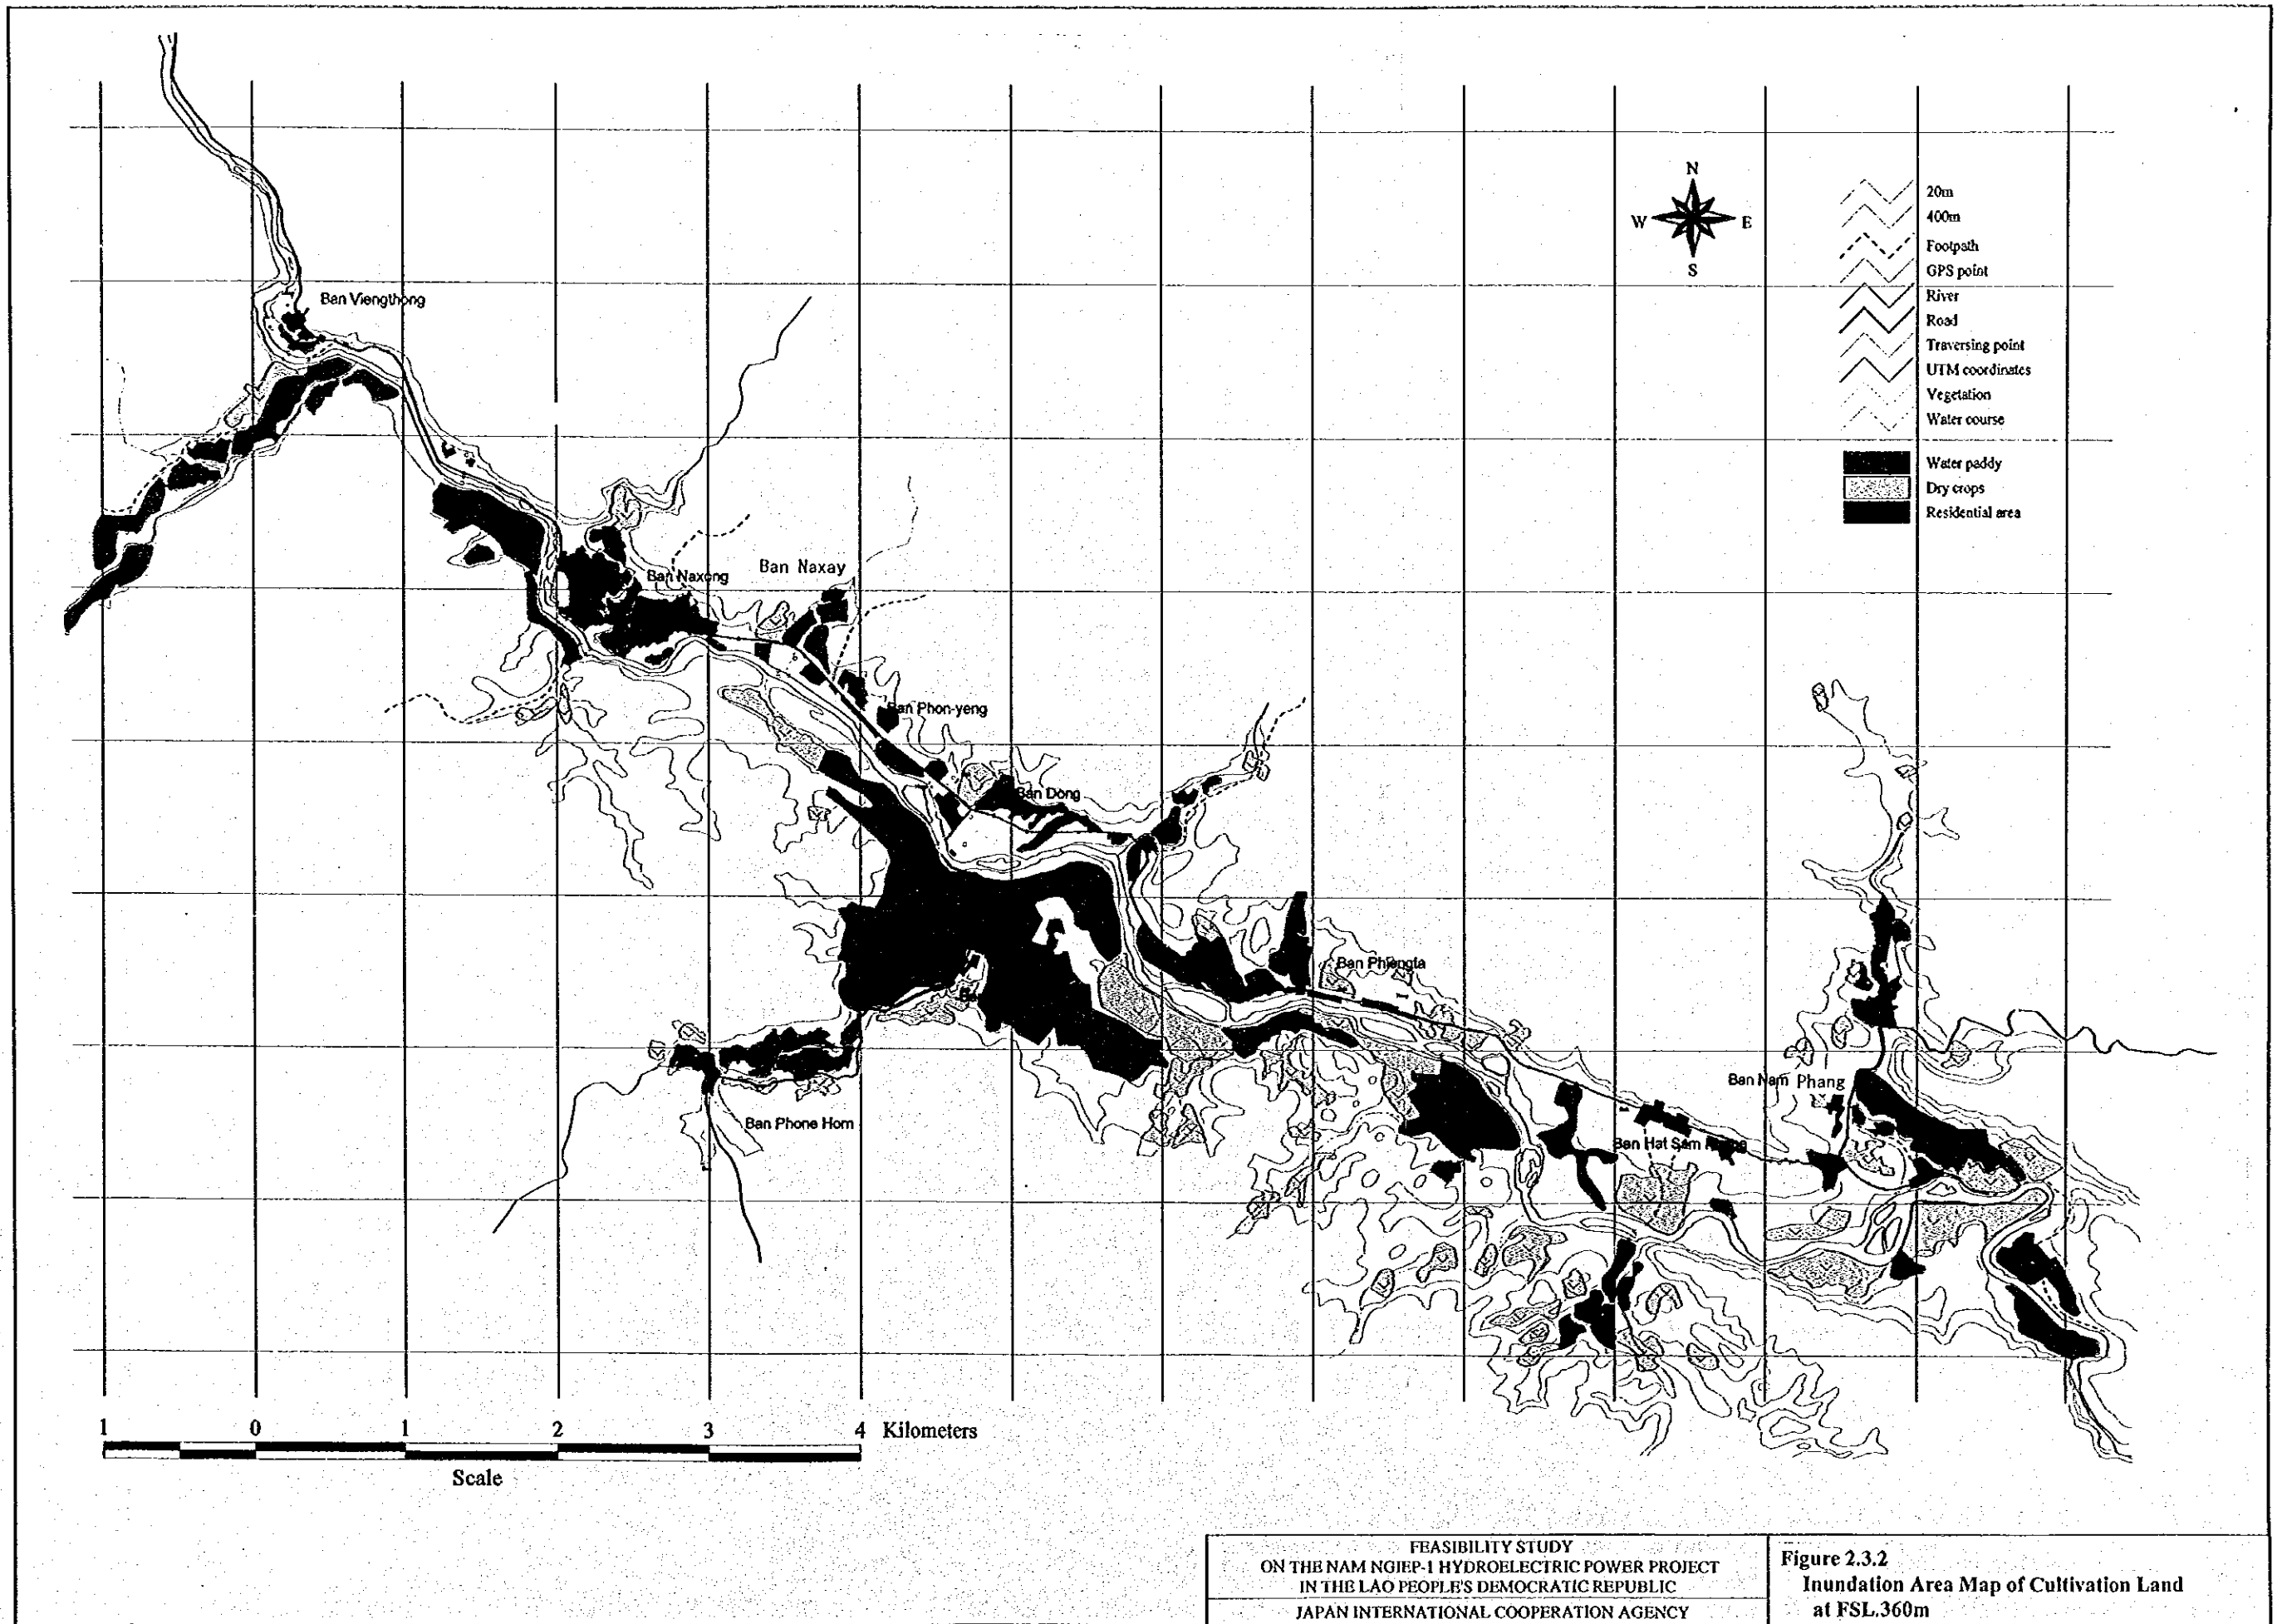 N
W
E
S
20m
400m
Footpath
GPS point
River
Road
Traversing point
UTM coordinates
Vegetation
Water course
Water paddy
Dry crops
Residential area
Ban Viengthong
Ban Naxong
Ban Naxay
Ban Phon-yeng
Ban Dong
Ban Phiengta
Ban Nam Phang
Ban Hat Sam
Ban Phone Hom
1 0 1 2 3 4 Kilometers
Scale
FEASIBILITY STUDY
ON THE NAM NGIEP-1 HYDROELECTRIC POWER PROJECT
IN THE LAO PEOPLE'S DEMOCRATIC REPUBLIC
JAPAN INTERNATIONAL COOPERATION AGENCY
Figure 2.3.2
Inundation Area Map of Cultivation Land
at FSL.360m